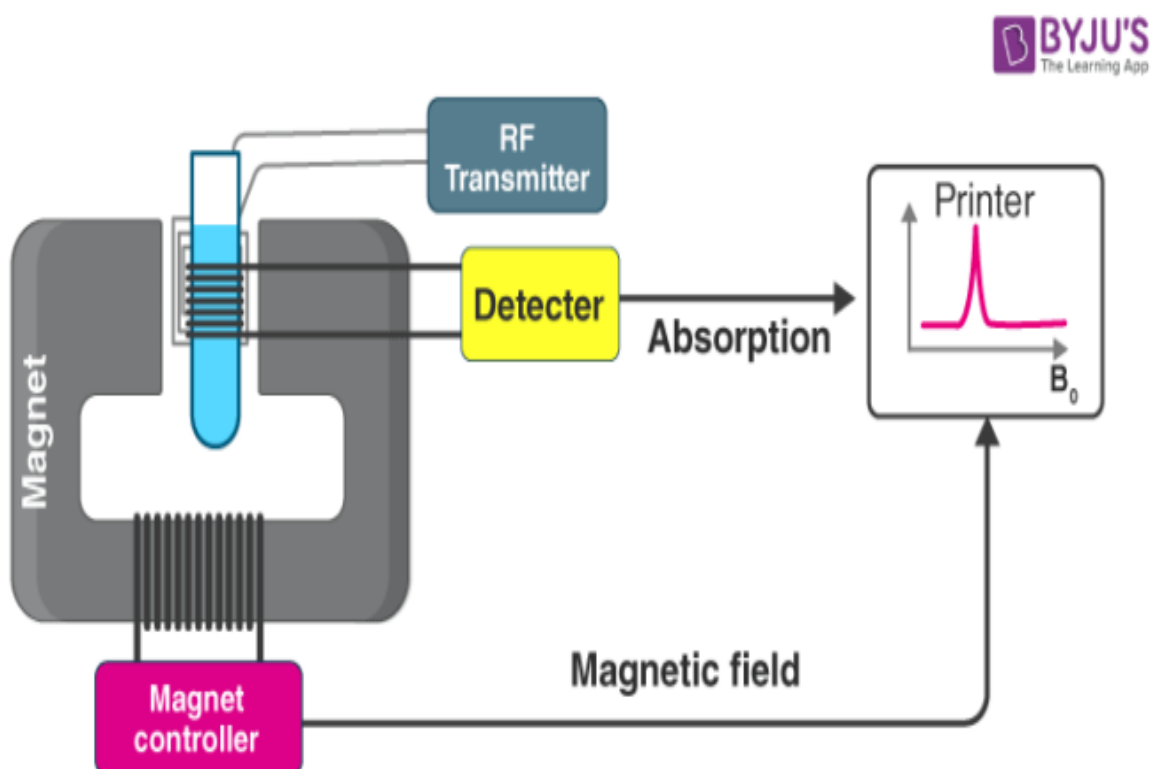 BYJU'S
The Learning App
RF
Transmitter
Printer
Detecter
Absorption
B₀
Magnet
Magnetic field
Magnet
controller